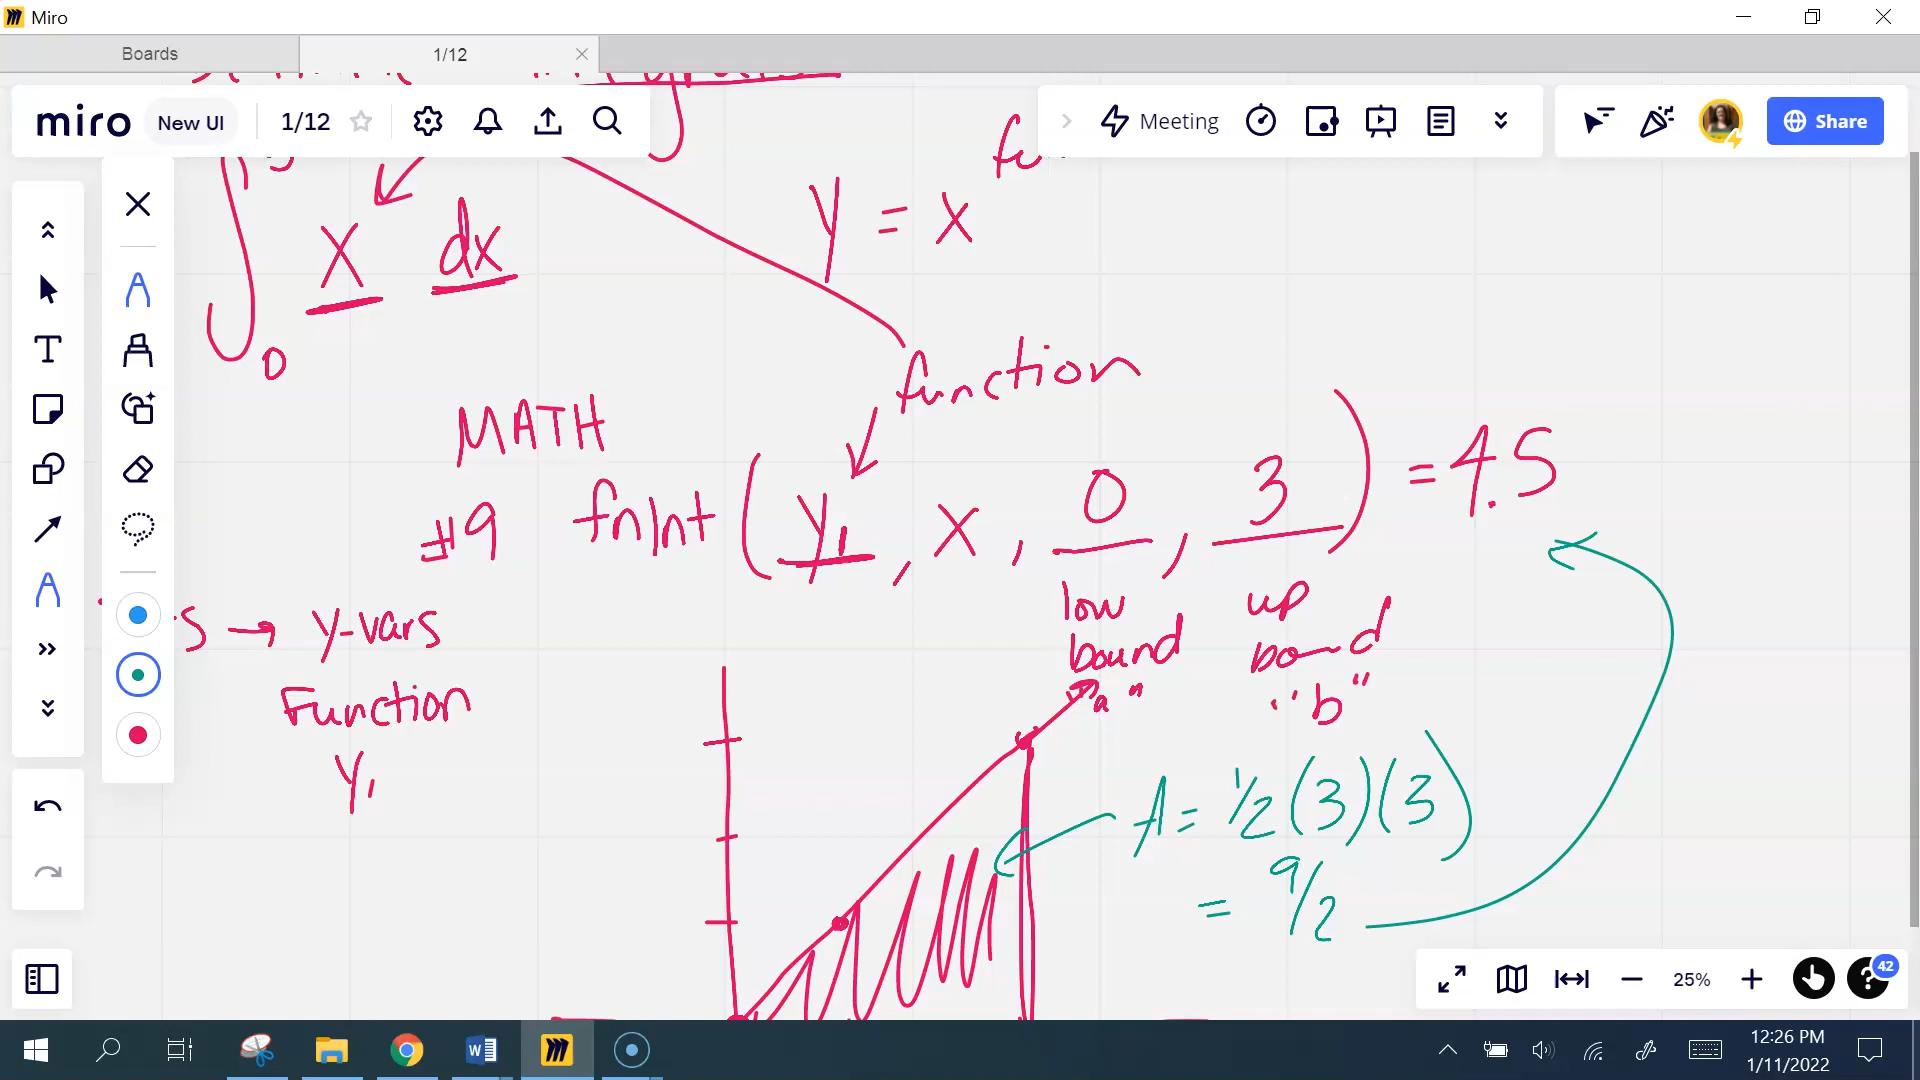 Miro
Boards
1/12
miro
New UI
1/12
Meeting
Share
fu
y = x
∫ 0 x dx
function
MATH
#9 fnInt ( y₁ , x , 0 , 3 ) = 4.5
low bound "a"
up bound "b"
S → Y-vars
Function
Y₁
A = 1/2 (3)(3)
= 9/2
25%
42
12:26 PM
1/11/2022